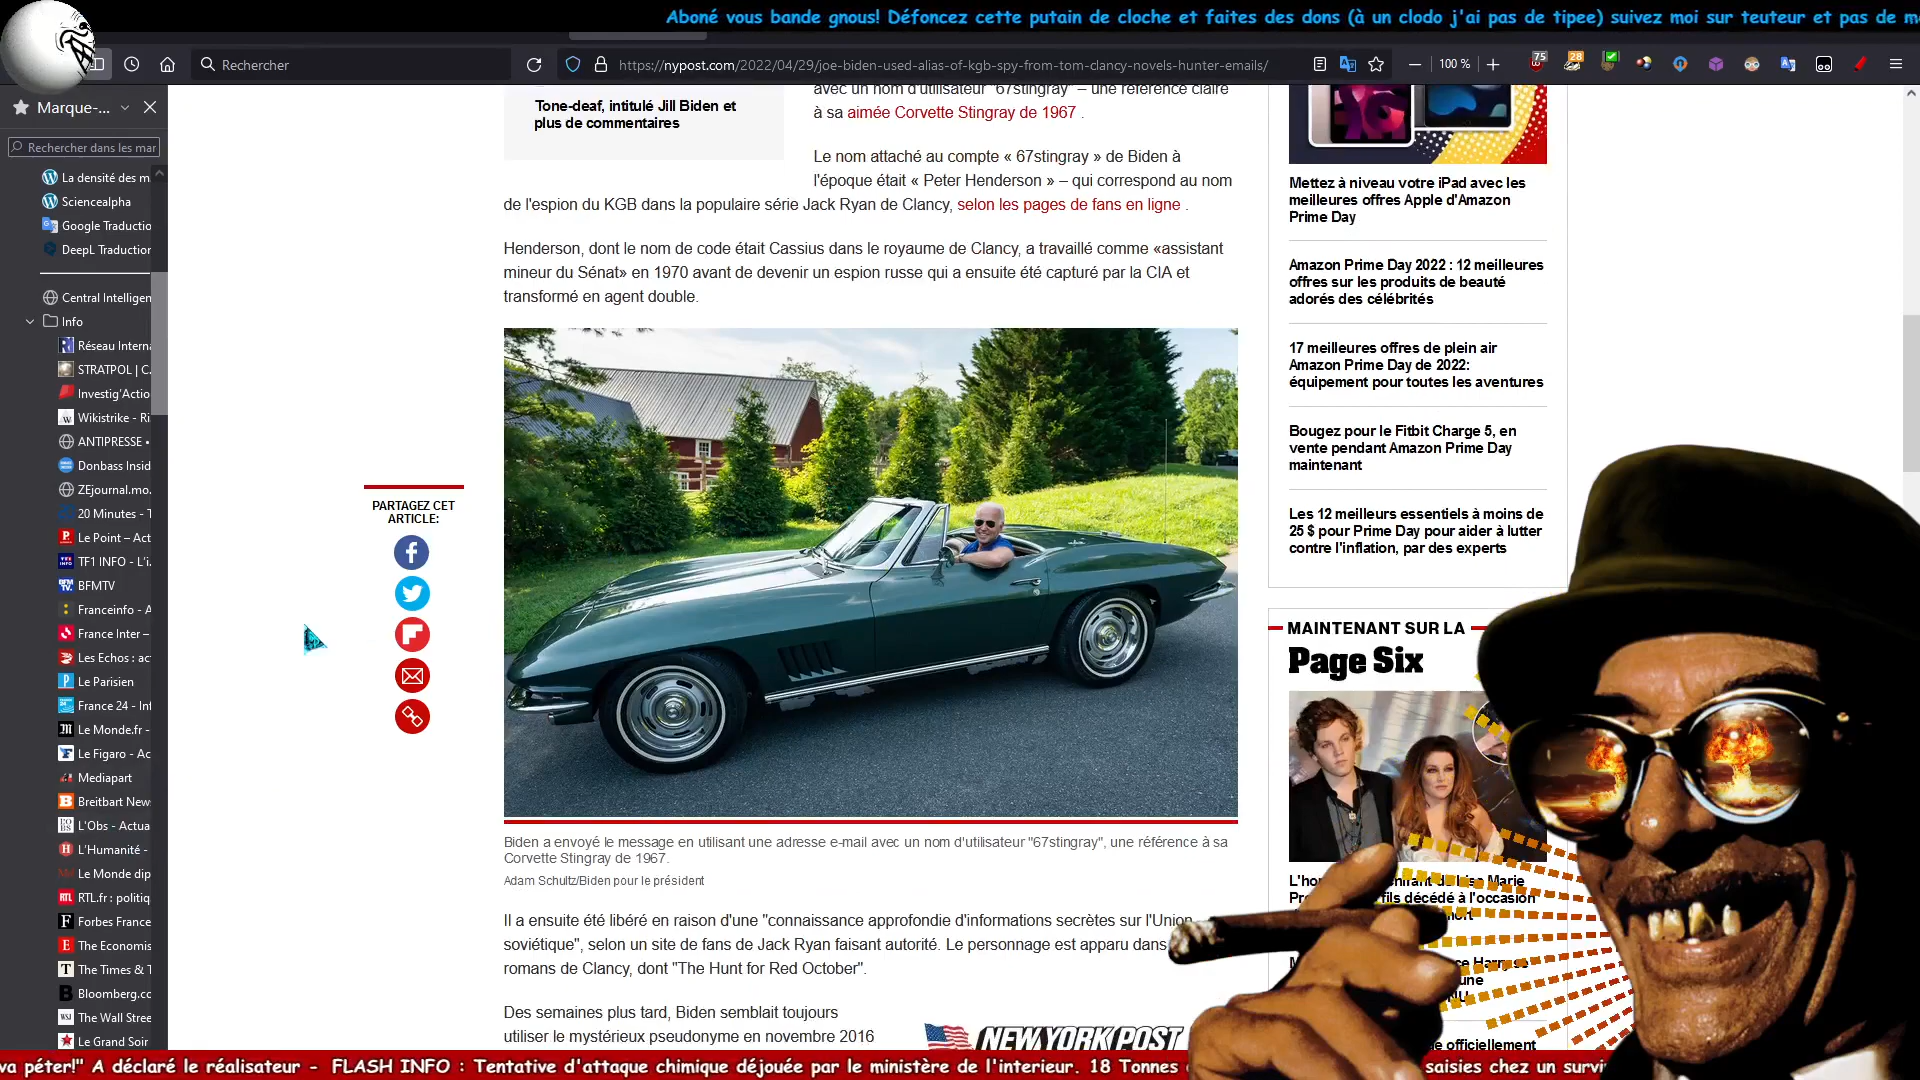 Aboné vous bande gnous! Défoncez cette putain de cloche et faites des dons (à un clodo j'ai pas de tipee) suivez moi sur teuteur et pas de m
Rechercher
https://nypost.com/2022/04/29/joe-biden-used-alias-of-kgb-spy-from-tom-clancy-novels-hunter-emails/
100 %
75
28
Marque-...
Rechercher dans les mar
La densité des m
Sciencealpha
Google Traductio
DeepL Traduction
Central Intelligen
Info
Réseau Interna
STRATPOL | C.
Investig'Actio
Wikistrike - Ri
ANTIPRESSE •
Donbass Insid
ZEjournal.mo.
20 Minutes - T
Le Point – Act
TF1 INFO - L'i.
BFMTV
Franceinfo - A
France Inter –
Les Echos : act
Le Parisien
France 24 - Inf
Le Monde.fr -
Le Figaro - Ac
Mediapart
Breitbart News
L'Obs - Actua
L'Humanité -
Le Monde dip
RTL.fr : politiq
Forbes France
The Economis
The Times & T
Bloomberg.co
The Wall Stree
Le Grand Soir
PARTAGEZ CET
ARTICLE:
Tone-deaf, intitulé Jill Biden et
plus de commentaires
avec un nom d'utilisateur "67stingray" – une référence claire
à sa aimée Corvette Stingray de 1967 .
Le nom attaché au compte « 67stingray » de Biden à
l'époque était « Peter Henderson » – qui correspond au nom
de l'espion du KGB dans la populaire série Jack Ryan de Clancy, selon les pages de fans en ligne .
Henderson, dont le nom de code était Cassius dans le royaume de Clancy, a travaillé comme «assistant
mineur du Sénat» en 1970 avant de devenir un espion russe qui a ensuite été capturé par la CIA et
transformé en agent double.
Biden a envoyé le message en utilisant une adresse e-mail avec un nom d'utilisateur "67stingray", une référence à sa
Corvette Stingray de 1967.
Adam Schultz/Biden pour le président
Il a ensuite été libéré en raison d'une "connaissance approfondie d'informations secrètes sur l'Union
soviétique", selon un site de fans de Jack Ryan faisant autorité. Le personnage est apparu dans
romans de Clancy, dont "The Hunt for Red October".
Des semaines plus tard, Biden semblait toujours
utiliser le mystérieux pseudonyme en novembre 2016
NEW YORK POST
Mettez à niveau votre iPad avec les
meilleures offres Apple d'Amazon
Prime Day
Amazon Prime Day 2022 : 12 meilleures
offres sur les produits de beauté
adorés des célébrités
17 meilleures offres de plein air
Amazon Prime Day de 2022:
équipement pour toutes les aventures
Bougez pour le Fitbit Charge 5, en
vente pendant Amazon Prime Day
maintenant
Les 12 meilleurs essentiels à moins de
25 $ pour Prime Day pour aider à lutter
contre l'inflation, par des experts
MAINTENANT SUR LA
Page Six
Marie
fils décédé à l'occasion
officiellement
va péter!" A déclaré le réalisateur - FLASH INFO : Tentative d'attaque chimique déjouée par le ministère de l'interieur. 18 Tonnes saisies chez un survi